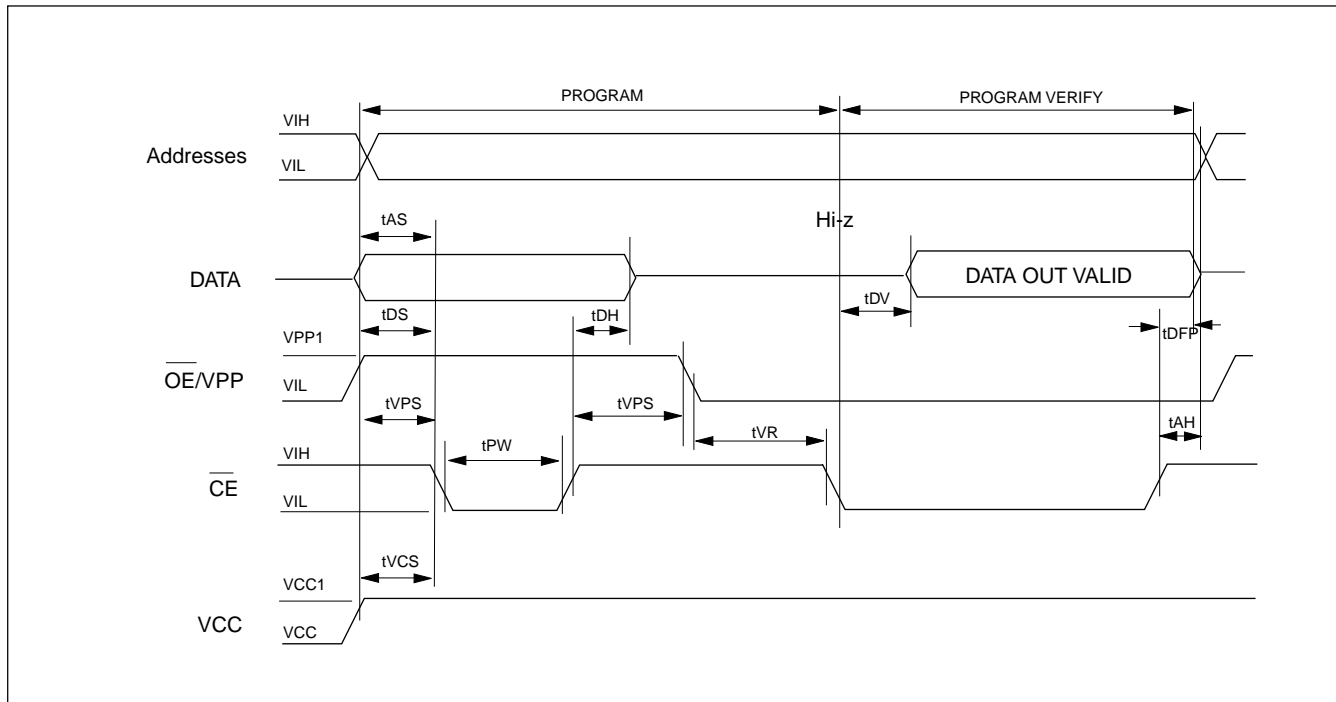 PROGRAM
PROGRAM VERIFY
VIH
Addresses
VIL
tAS
Hi-z
DATA
DATA OUT VALID
tDS
tDH
tDV
tDFP
VPP1
OE/VPP
VIL
tVPS
tVPS
tVR
tAH
VIH
tPW
CE
VIL
tVCS
VCC1
VCC
VCC